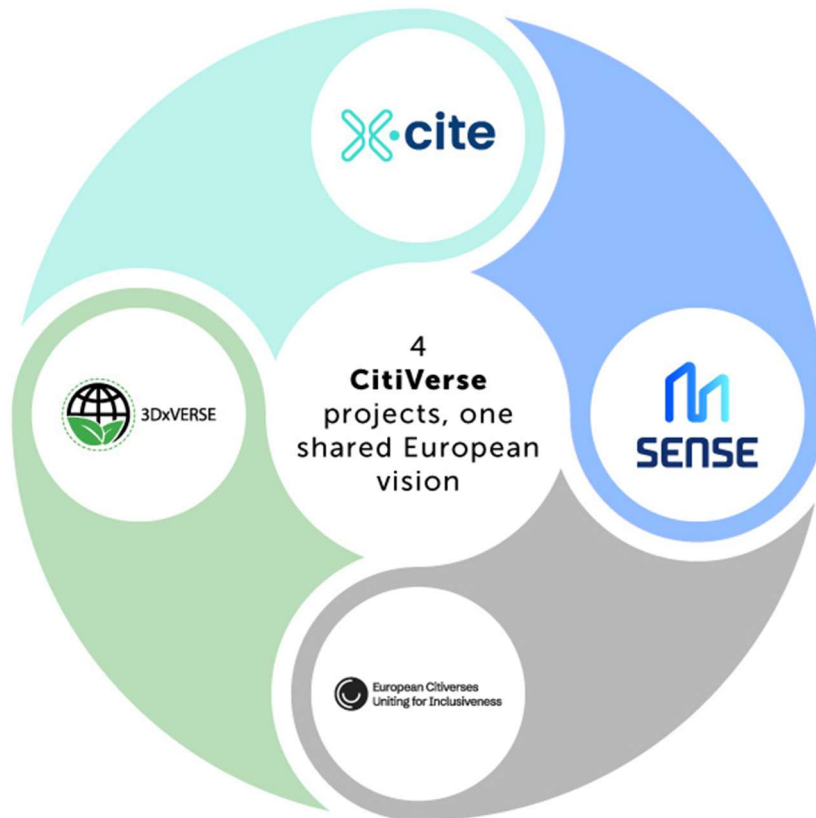 X·cite
4
CitiVerse
projects, one
shared European
vision
3DxVERSE
SENSE
European Citiverses
Uniting for Inclusiveness